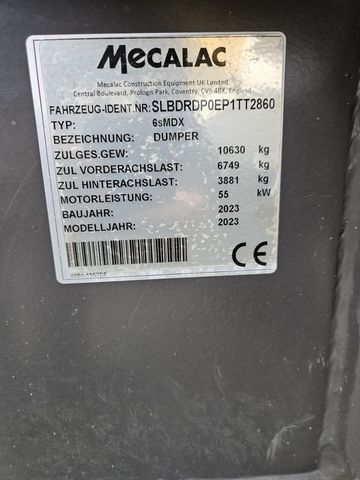 MECALAC
Mecalac Construction Equipment UK Limited
Central Boulevard, Prologis Park, Coventry, CV6 4BX, England
FAHRZEUG-IDENT.NR: SLBDRDP0EP1TT2860
TYP: 6sMDX
BEZEICHNUNG: DUMPER
ZULGES.GEW: 10630 kg
ZUL VORDERACHSLAST: 6749 kg
ZUL HINTERACHSLAST: 3881 kg
MOTORLEISTUNG: 55 kW
BAUJAHR: 2023
MODELLJAHR: 2023
CE